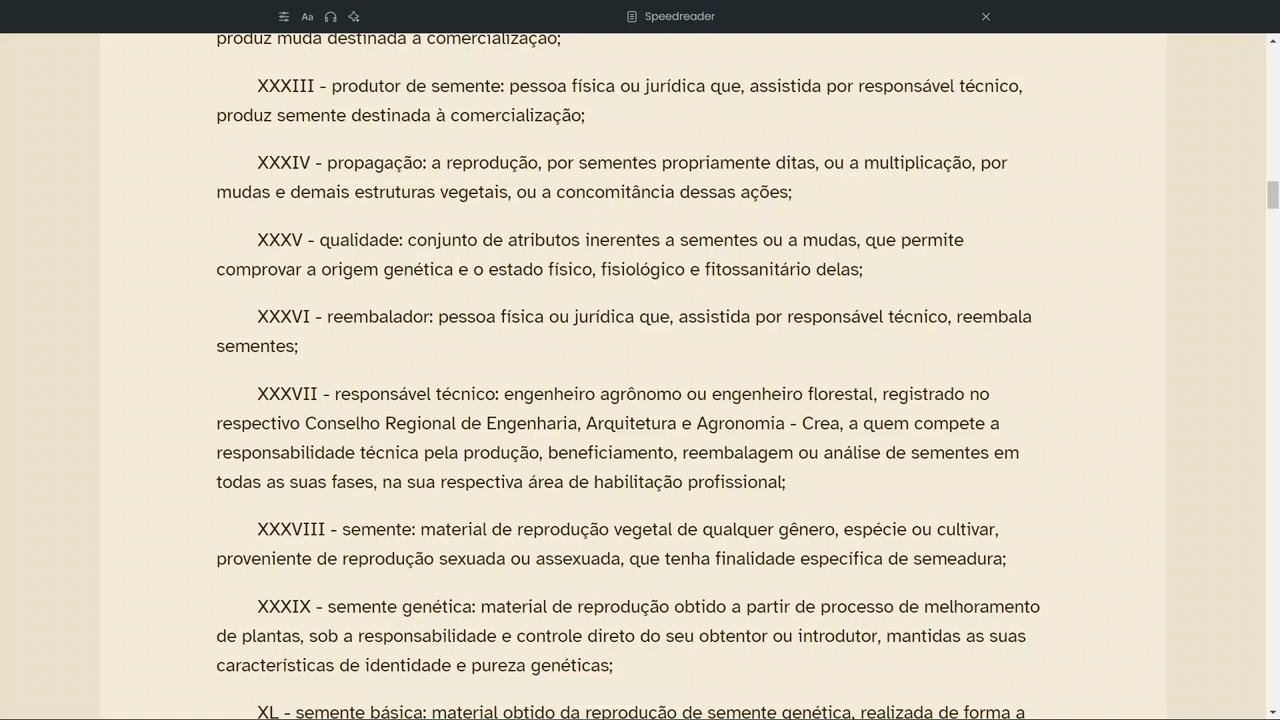 Aa
Speedreader
produz muda destinada à comercialização;
XXXIII - produtor de semente: pessoa física ou jurídica que, assistida por responsável técnico,
produz semente destinada à comercialização;
XXXIV - propagação: a reprodução, por sementes propriamente ditas, ou a multiplicação, por
mudas e demais estruturas vegetais, ou a concomitância dessas ações;
XXXV - qualidade: conjunto de atributos inerentes a sementes ou a mudas, que permite
comprovar a origem genética e o estado físico, fisiológico e fitossanitário delas;
XXXVI - reembalador: pessoa física ou jurídica que, assistida por responsável técnico, reembala
sementes;
XXXVII - responsável técnico: engenheiro agrônomo ou engenheiro florestal, registrado no
respectivo Conselho Regional de Engenharia, Arquitetura e Agronomia - Crea, a quem compete a
responsabilidade técnica pela produção, beneficiamento, reembalagem ou análise de sementes em
todas as suas fases, na sua respectiva área de habilitação profissional;
XXXVIII - semente: material de reprodução vegetal de qualquer gênero, espécie ou cultivar,
proveniente de reprodução sexuada ou assexuada, que tenha finalidade específica de semeadura;
XXXIX - semente genética: material de reprodução obtido a partir de processo de melhoramento
de plantas, sob a responsabilidade e controle direto do seu obtentor ou introdutor, mantidas as suas
características de identidade e pureza genéticas;
XL - semente básica: material obtido da reprodução de semente genética, realizada de forma a